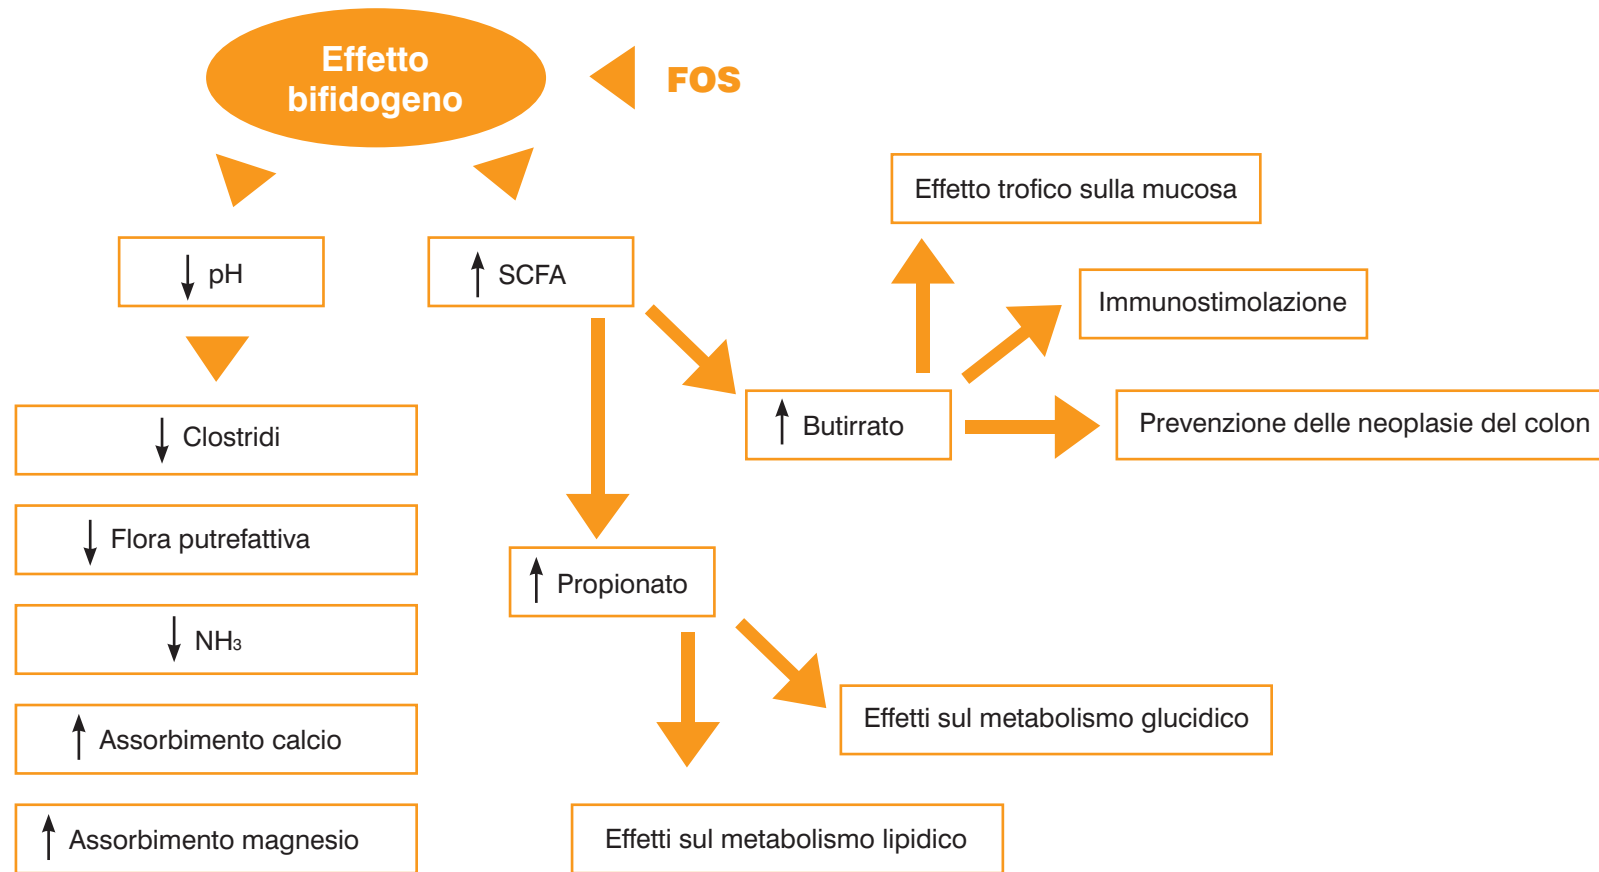 Effetto
bifidogeno
FOS
↓ pH
↑ SCFA
Effetto trofico sulla mucosa
Immunostimolazione
↑ Butirrato
Prevenzione delle neoplasie del colon
↓ Clostridi
↓ Flora putrefattiva
↓ NH₃
↑ Assorbimento calcio
↑ Assorbimento magnesio
↑ Propionato
Effetti sul metabolismo glucidico
Effetti sul metabolismo lipidico